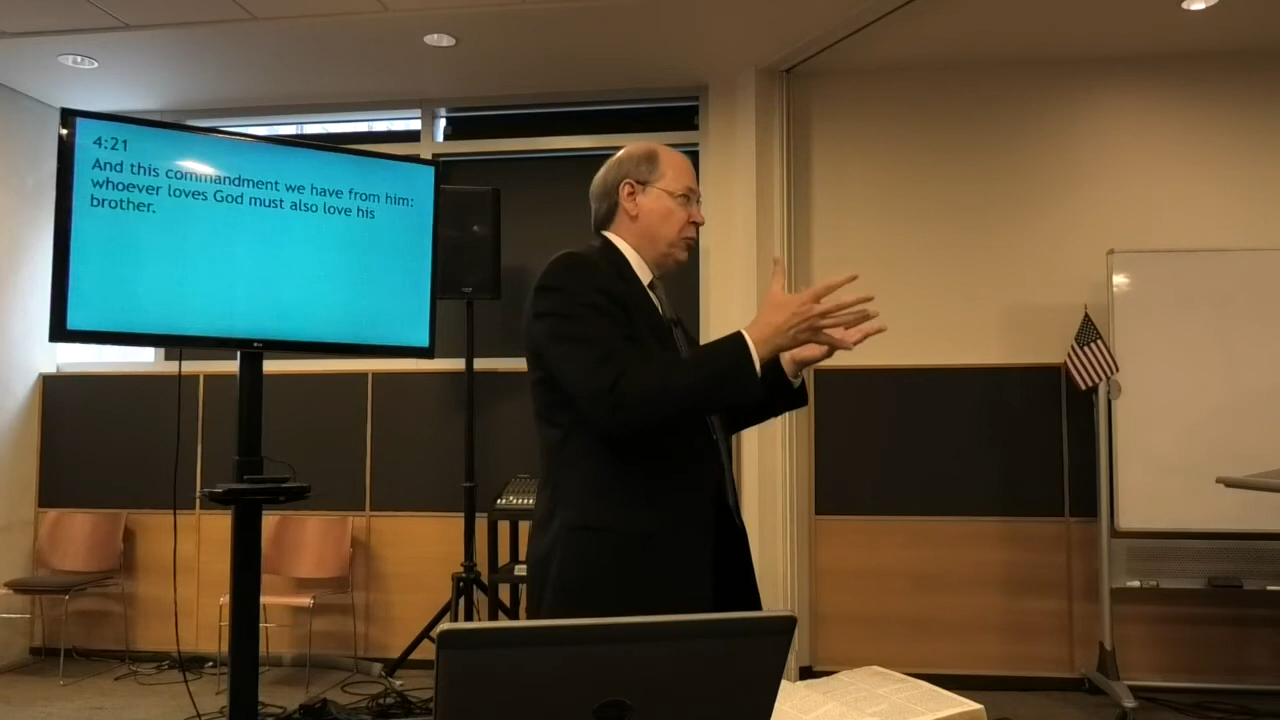 4:21
And this commandment we have from him:
whoever loves God must also love his
brother.